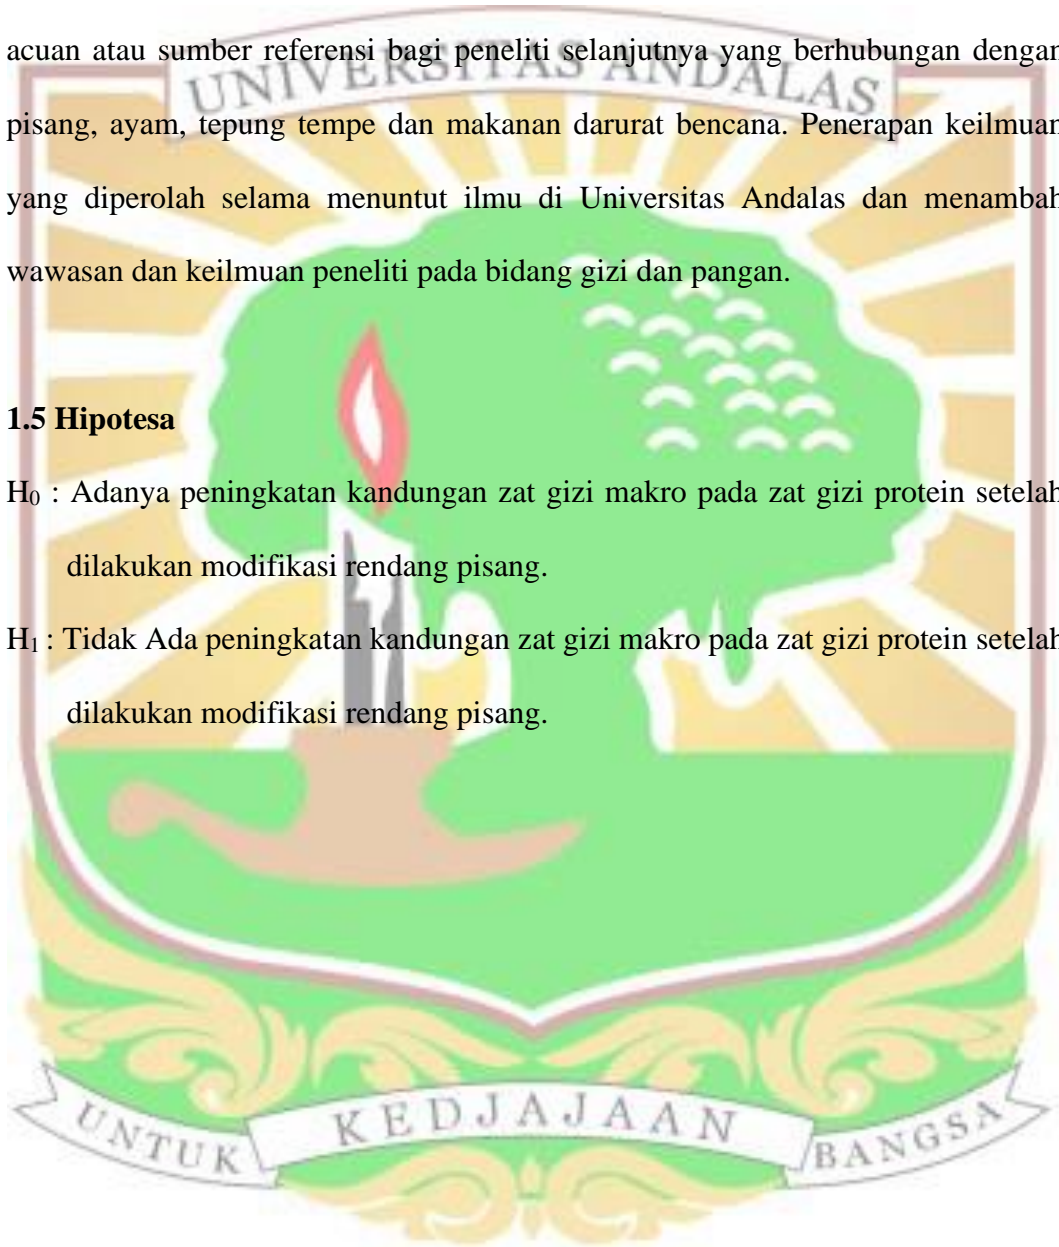 acuan atau sumber referensi bagi peneliti selanjutnya yang berhubungan dengan
UNIVERSITAS ANDALAS
pisang, ayam, tepung tempe dan makanan darurat bencana. Penerapan keilmuan
yang diperolah selama menuntut ilmu di Universitas Andalas dan menambah
wawasan dan keilmuan peneliti pada bidang gizi dan pangan.
1.5 Hipotesa
H₀ : Adanya peningkatan kandungan zat gizi makro pada zat gizi protein setelah
dilakukan modifikasi rendang pisang.
H₁ : Tidak Ada peningkatan kandungan zat gizi makro pada zat gizi protein setelah
dilakukan modifikasi rendang pisang.
UNTUK KEDJAJAAN BANGSA